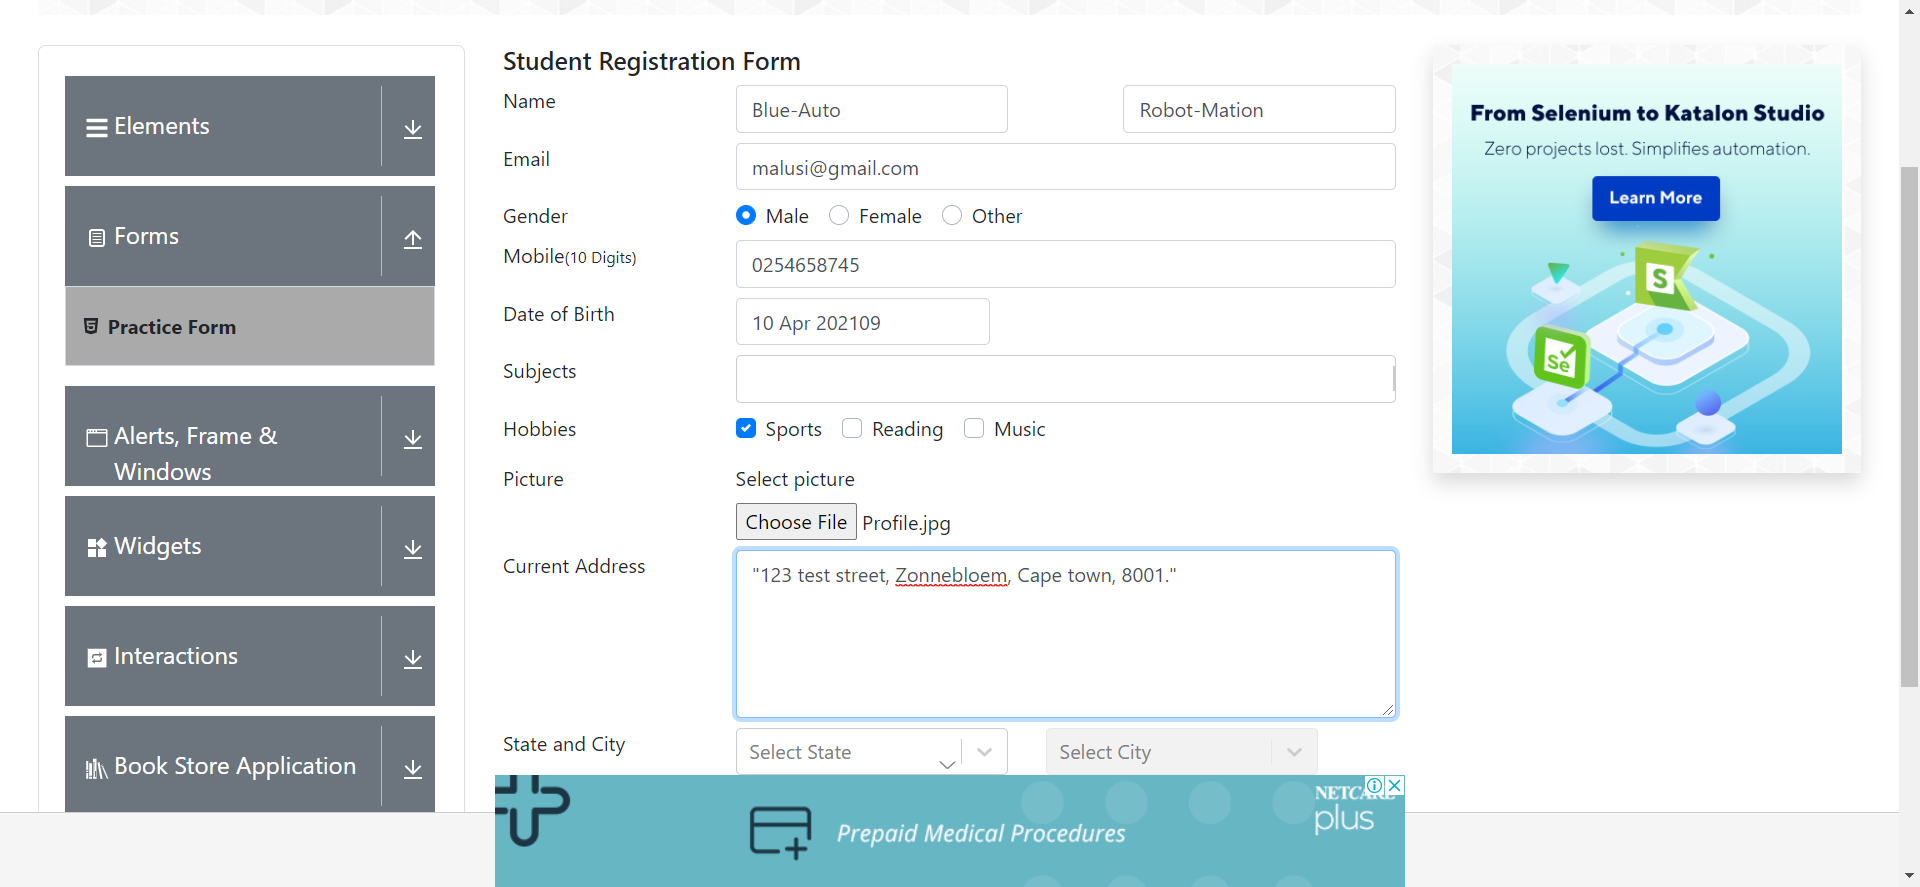 Elements
Forms
Practice Form
Alerts, Frame &
Windows
Widgets
Interactions
Book Store Application
Student Registration Form
Name
Blue-Auto
Robot-Mation
Email
malusi@gmail.com
Gender
Male
Female
Other
Mobile(10 Digits)
0254658745
Date of Birth
10 Apr 202109
Subjects
Hobbies
Sports
Reading
Music
Picture
Select picture
Choose File Profile.jpg
Current Address
"123 test street, Zonnebloem, Cape town, 8001."
State and City
Select State
Select City
From Selenium to Katalon Studio
Zero projects lost. Simplifies automation.
Learn More
S
Se
Prepaid Medical Procedures
NETCARE
plus